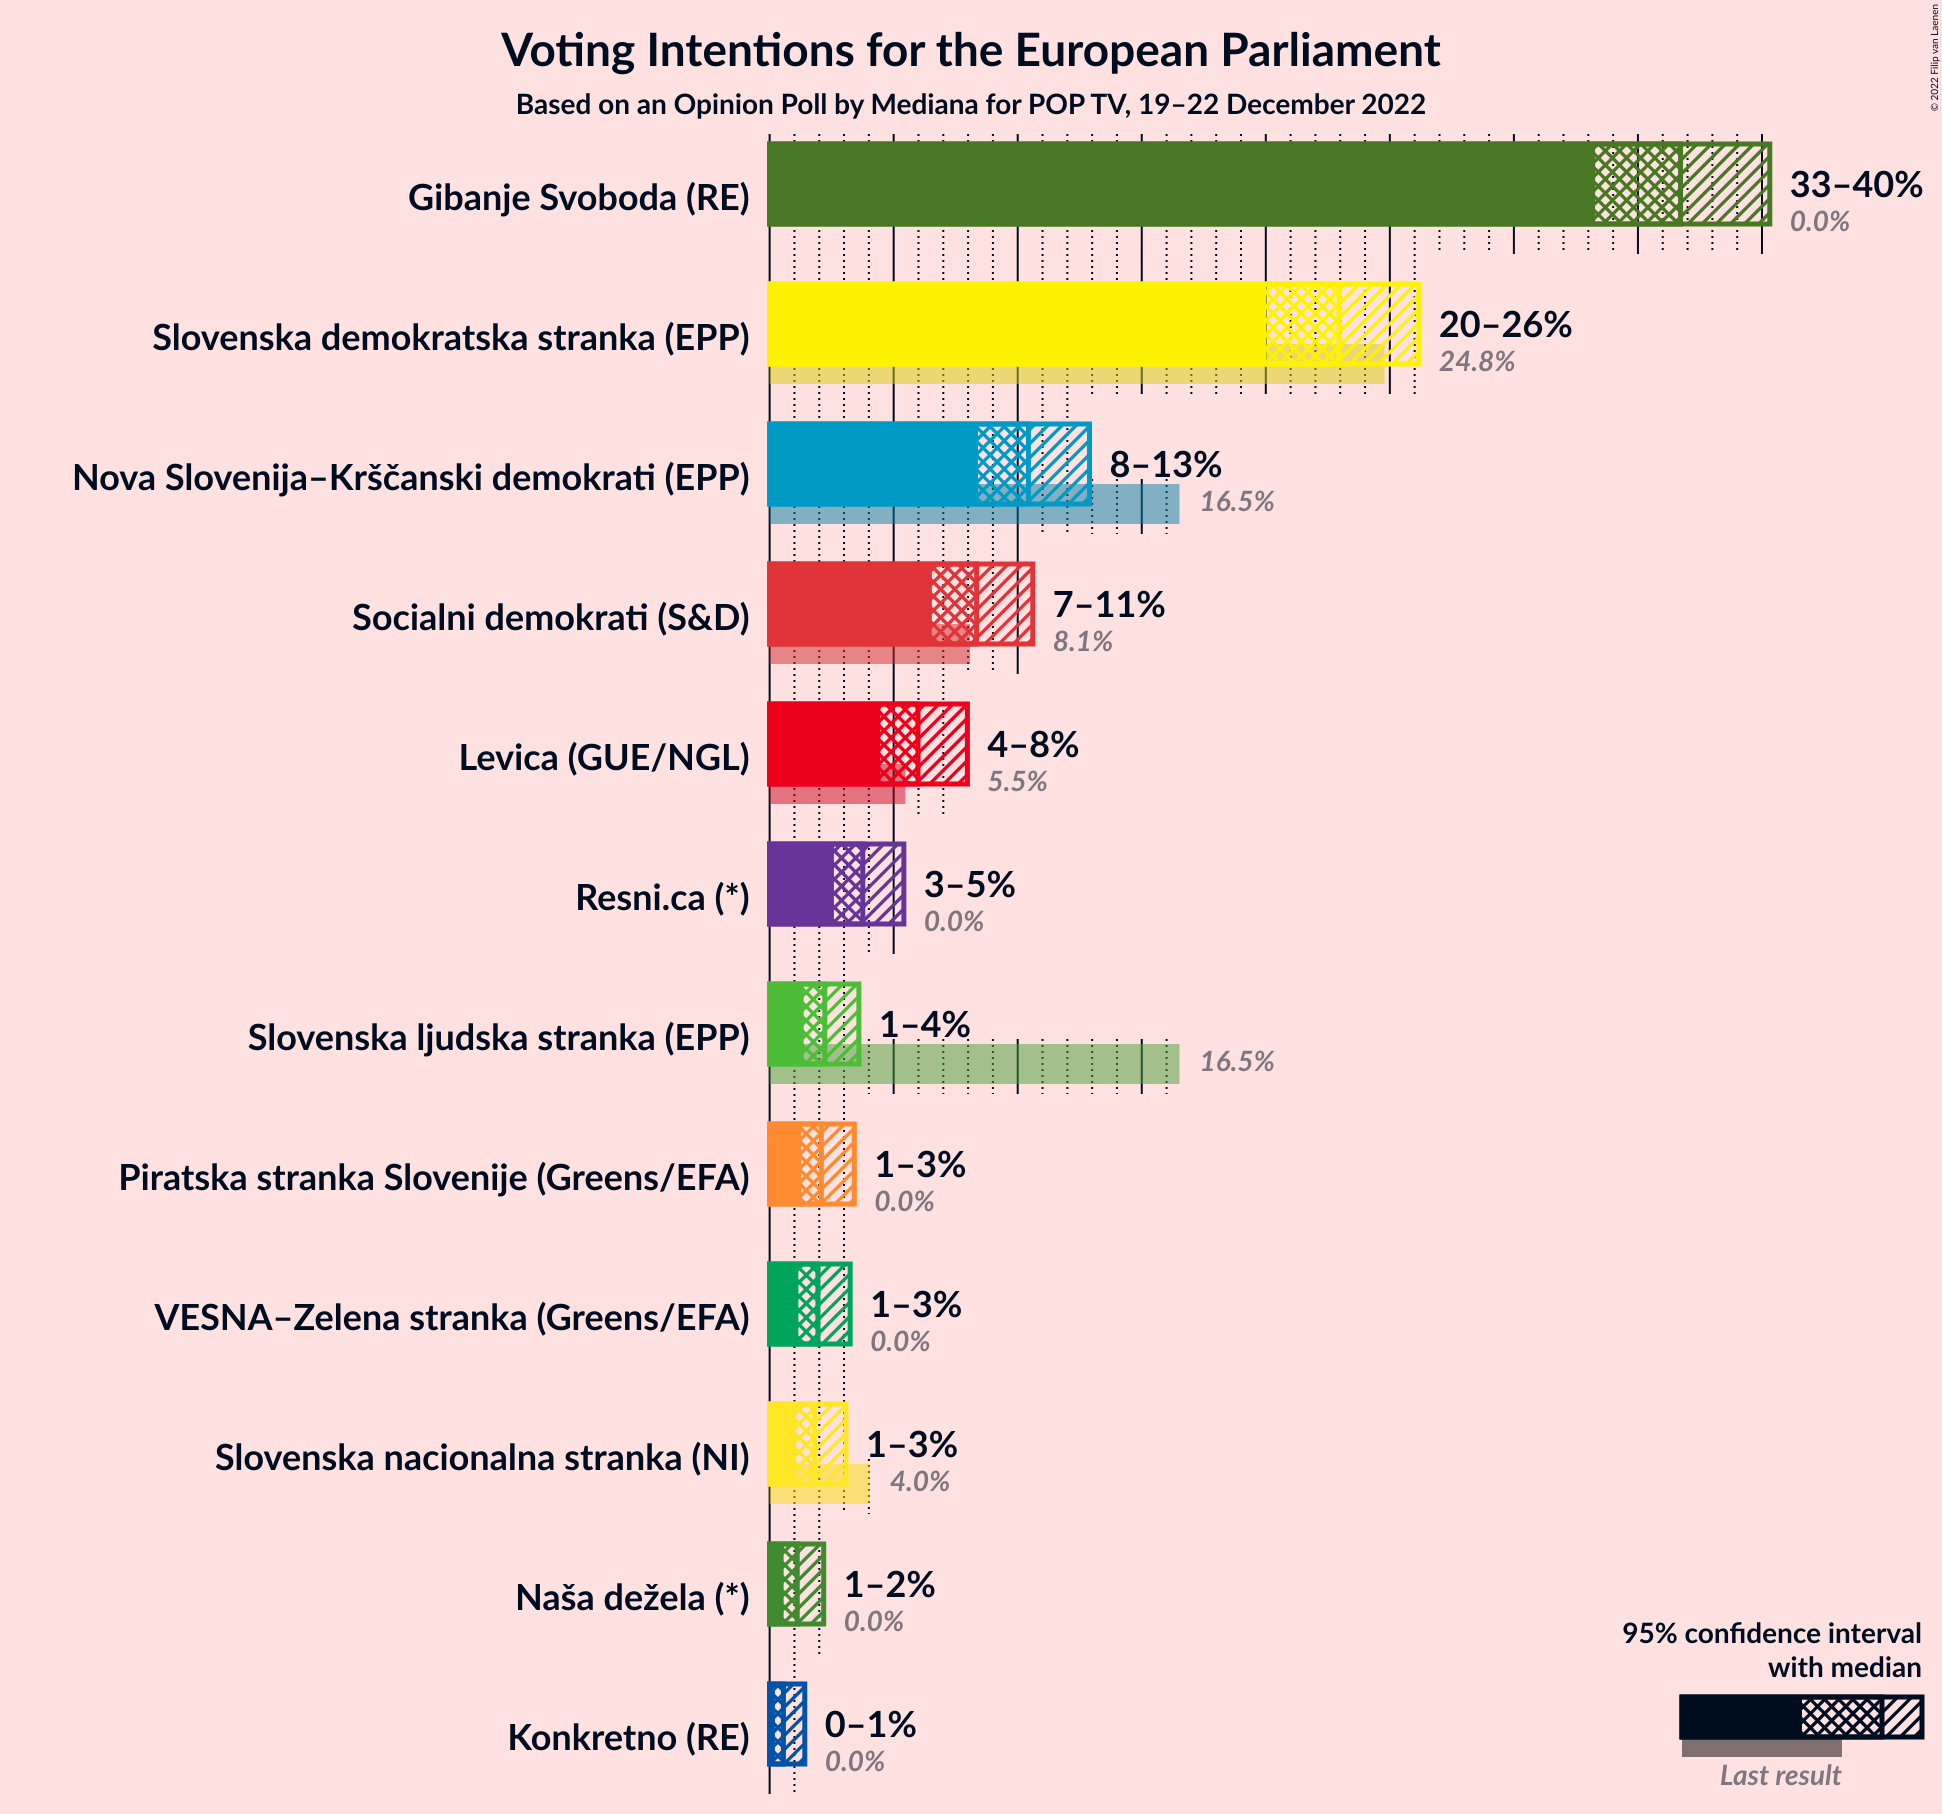 Voting Intentions for the European Parliament
Based on an Opinion Poll by Mediana for POP TV, 19–22 December 2022
© 2022 Filip van Laenen
Gibanje Svoboda (RE)
33–40%
0.0%
Slovenska demokratska stranka (EPP)
20–26%
24.8%
Nova Slovenija–Krščanski demokrati (EPP)
8–13%
16.5%
Socialni demokrati (S&D)
7–11%
8.1%
Levica (GUE/NGL)
4–8%
5.5%
Resni.ca (*)
3–5%
0.0%
Slovenska ljudska stranka (EPP)
1–4%
16.5%
Piratska stranka Slovenije (Greens/EFA)
1–3%
0.0%
VESNA–Zelena stranka (Greens/EFA)
1–3%
0.0%
Slovenska nacionalna stranka (NI)
1–3%
4.0%
Naša dežela (*)
1–2%
0.0%
Konkretno (RE)
0–1%
0.0%
95% confidence interval
with median
Last result